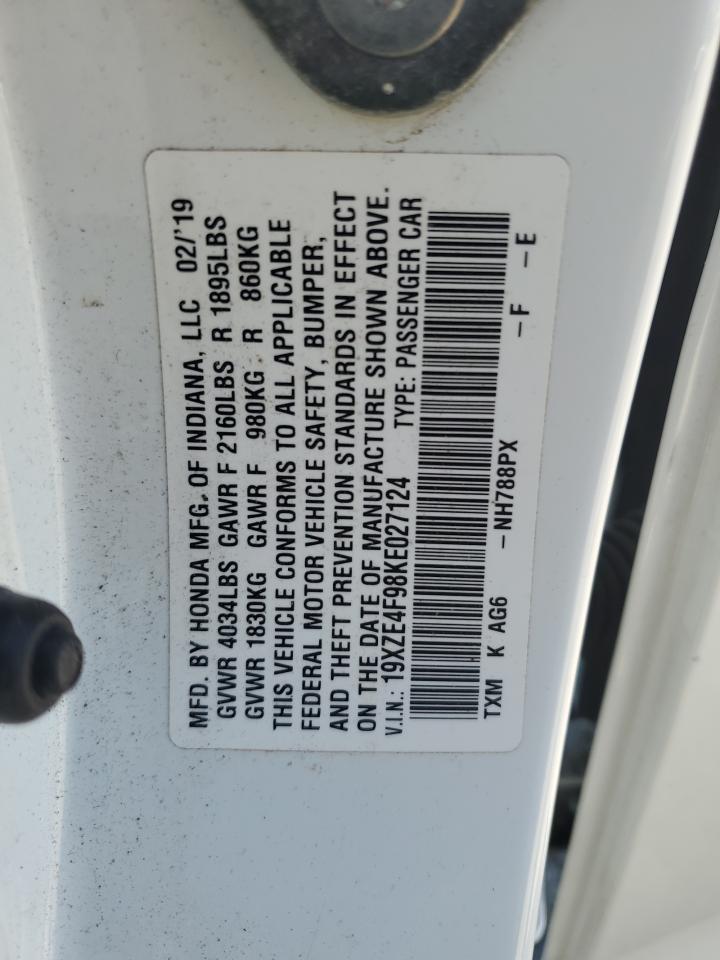 MFD. BY HONDA MFG. OF INDIANA, LLC 02/'19
GVWR 4034LBS GAWR F 2160LBS R 1895LBS
GVWR 1830KG GAWR F 980KG R 860KG
THIS VEHICLE CONFORMS TO ALL APPLICABLE
FEDERAL MOTOR VEHICLE SAFETY, BUMPER,
AND THEFT PREVENTION STANDARDS IN EFFECT
ON THE DATE OF MANUFACTURE SHOWN ABOVE.
V.I.N.: 19XZE4F98KE027124 TYPE: PASSENGER CAR
TXM K AG6 -NH788PX -F -E